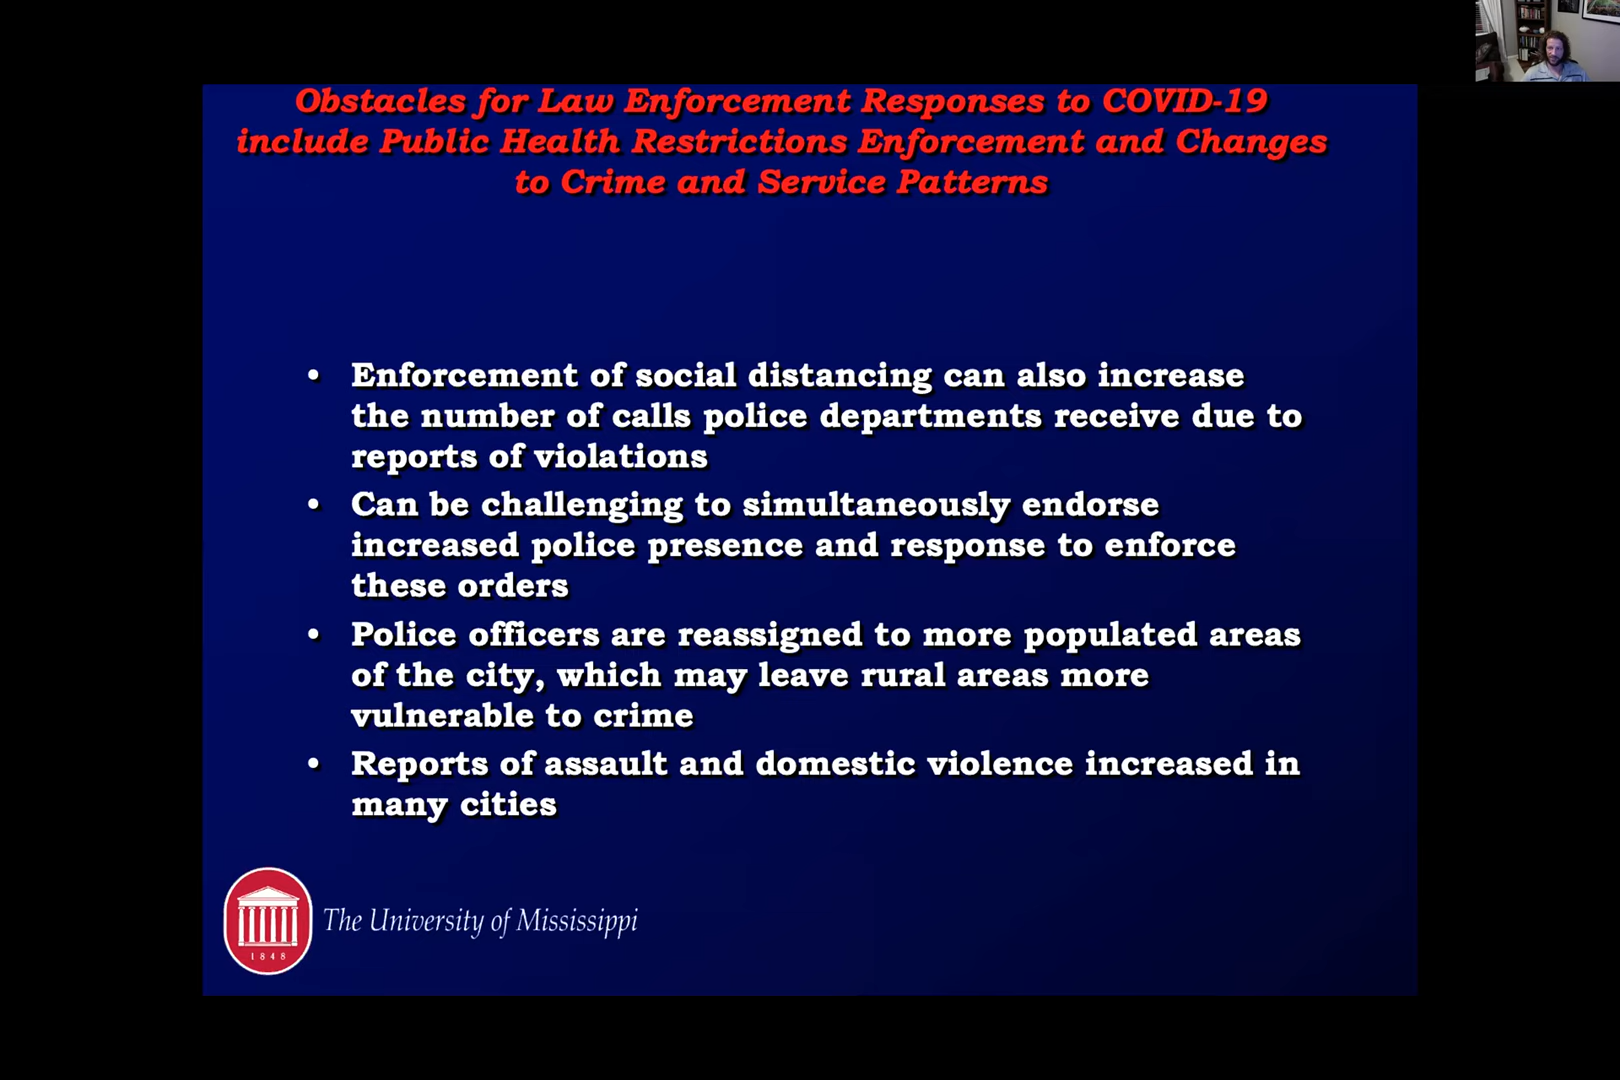 Obstacles for Law Enforcement Responses to COVID-19
include Public Health Restrictions Enforcement and Changes
to Crime and Service Patterns
• Enforcement of social distancing can also increase
the number of calls police departments receive due to
reports of violations
• Can be challenging to simultaneously endorse
increased police presence and response to enforce
these orders
• Police officers are reassigned to more populated areas
of the city, which may leave rural areas more
vulnerable to crime
• Reports of assault and domestic violence increased in
many cities
The University of Mississippi
1848